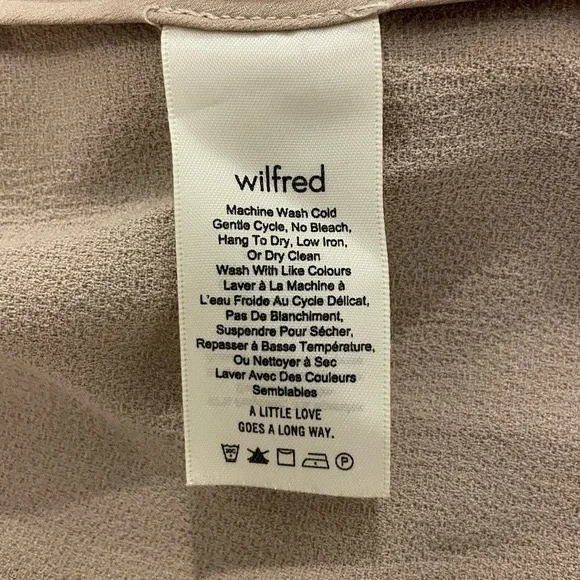 wilfred
Machine Wash Cold
Gentle Cycle, No Bleach,
Hang To Dry, Low Iron,
Or Dry Clean
Wash With Like Colours
Laver à La Machine à
L'eau Froide Au Cycle Délicat,
Pas De Blanchiment,
Suspendre Pour Sécher,
Repasser à Basse Température,
Ou Nettoyer à Sec
Laver Avec Des Couleurs
Semblables
A LITTLE LOVE
GOES A LONG WAY.
P